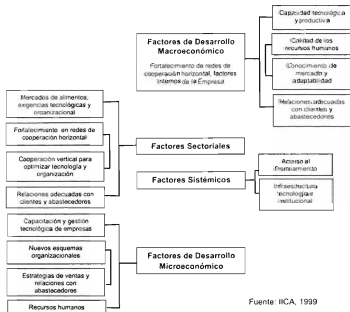 Capacidad tecnológica
y productiva
Factores de Desarrollo
Macroeconómico
Fortalecimiento de redes de
cooperación horizontal, factores
Internos de la Empresa
Calidad de los
recursos humanos
Conocimiento de
mercado y
adaptabilidad
Relaciones adecuadas
con clientes y
abastecedores
Mercados de alimentos,
exigencias tecnológicas y
organizacional
Fortalecimiento en redes de
cooperación horizontal
Cooperación vertical para
optimizar tecnología y
organización
Relaciones adecuadas con
clientes y abastecedores
Factores Sectoriales
Factores Sistémicos
Acceso al
financiamiento
Infraestructura
tecnológica e
institucional
Capacitación y gestión
tecnológica de empresas
Nuevos esquemas
organizacionales
Estrategias de ventas y
relaciones con
abastecedores
Recursos humanos
Factores de Desarrollo
Microeconómico
Fuente: IICA, 1999